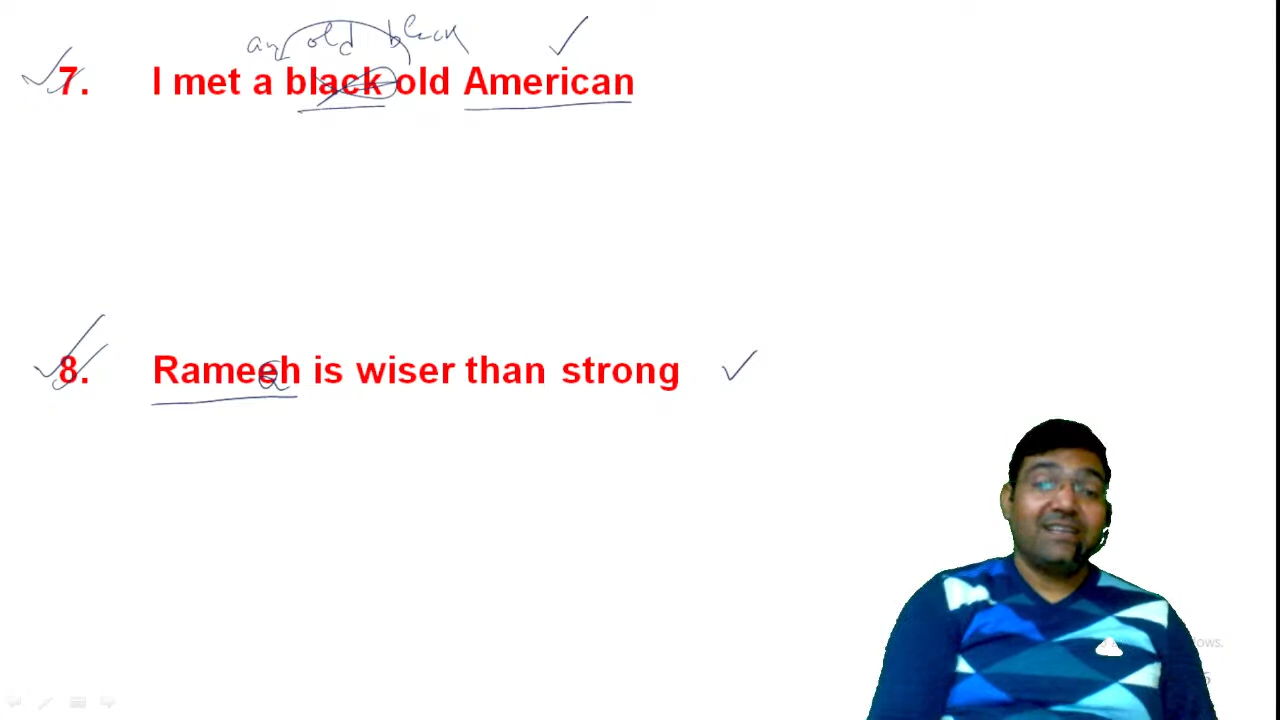 an old black
7. I met a black old American
8. Rameeh is wiser than strong